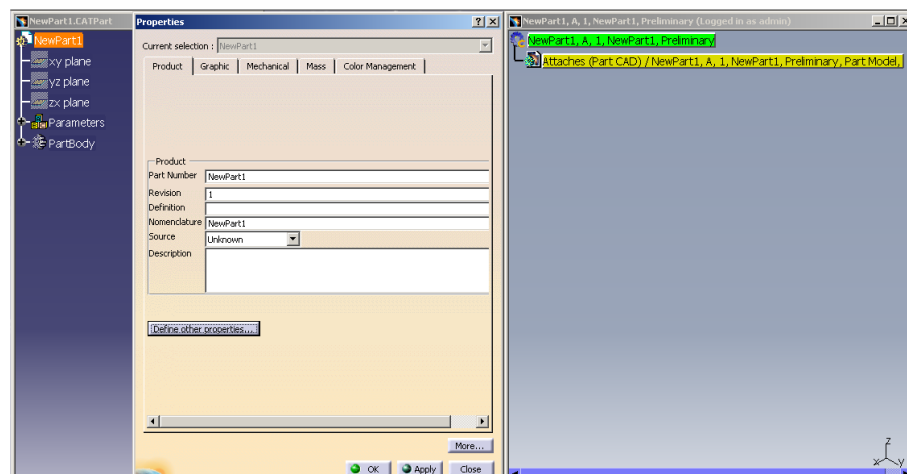 NewPart1.CATPart
NewPart1
xy plane
yz plane
zx plane
Parameters
PartBody
Properties
Current selection : NewPart1
Product Graphic Mechanical Mass Color Management
Product
Part Number NewPart1
Revision 1
Definition
Nomenclature NewPart1
Source Unknown
Description
Define other properties...
More...
OK Apply Close
NewPart1, A, 1, NewPart1, Preliminary (Logged in as admin)
NewPart1, A, 1, NewPart1, Preliminary
Attaches (Part CAD) / NewPart1, A, 1, NewPart1, Preliminary, Part Model,
z
x y